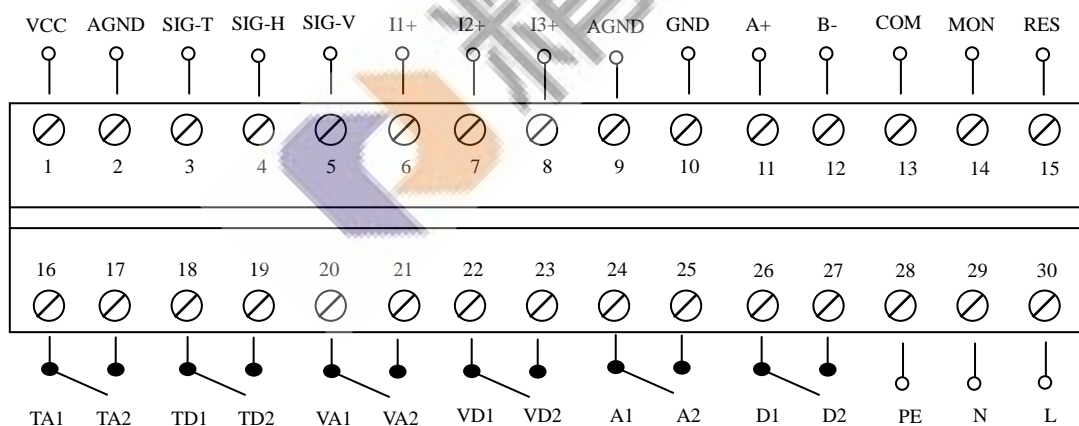 VCC AGND SIG-T SIG-H SIG-V I1+ I2+ I3+ AGND GND A+ B- COM MON RES
1 2 3 4 5 6 7 8 9 10 11 12 13 14 15
16 17 18 19 20 21 22 23 24 25 26 27 28 29 30
TA1 TA2 TD1 TD2 VA1 VA2 VD1 VD2 A1 A2 D1 D2 PE N L